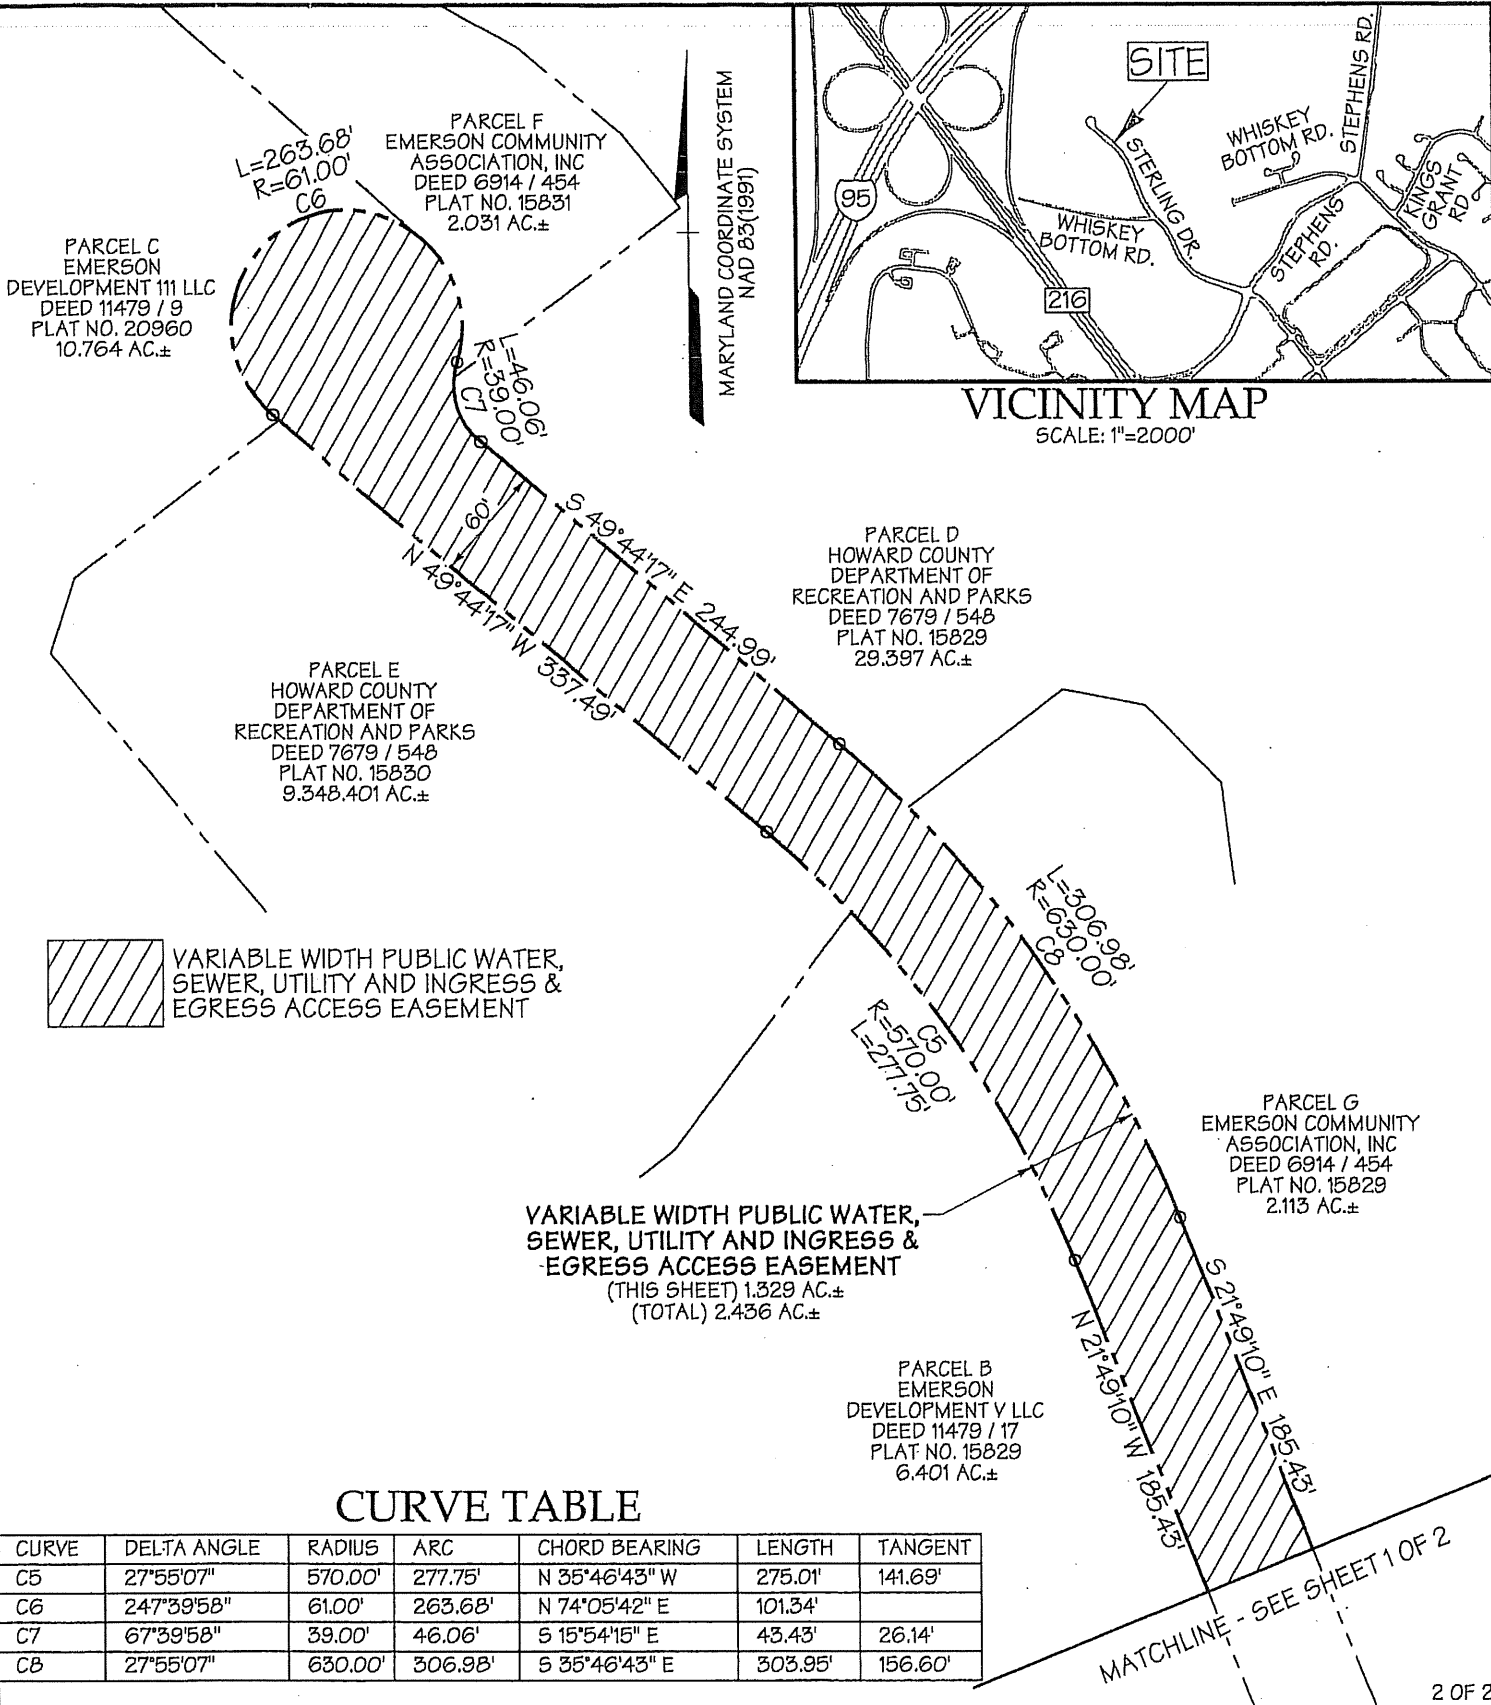 PARCEL F
EMERSON COMMUNITY
ASSOCIATION, INC
DEED 6914 / 454
PLAT NO. 15831
2.031 AC.±
L=263.68'
R=61.00'
C6
PARCEL C
EMERSON
DEVELOPMENT 111 LLC
DEED 11479 / 9
PLAT NO. 20960
10.764 AC.±
MARYLAND COORDINATE SYSTEM
NAD 83(1991)
SITE
STERLING DR.
WHISKEY
BOTTOM RD.
STEPHENS RD.
KINGS
GRANT
RD
95
WHISKEY
BOTTOM RD.
STEPHENS
RD.
216
VICINITY MAP
SCALE: 1"=2000'
L=46.06'
R=39.00'
C7
60'
S 49°44'17" E 244.99'
N 49°44'17" W 337.49'
PARCEL D
HOWARD COUNTY
DEPARTMENT OF
RECREATION AND PARKS
DEED 7679 / 548
PLAT NO. 15829
29.397 AC.±
PARCEL E
HOWARD COUNTY
DEPARTMENT OF
RECREATION AND PARKS
DEED 7679 / 548
PLAT NO. 15830
9.348.401 AC.±
L=306.98'
R=630.00'
C8
VARIABLE WIDTH PUBLIC WATER,
SEWER, UTILITY AND INGRESS &
EGRESS ACCESS EASEMENT
C5
R=570.00'
L=277.75'
PARCEL G
EMERSON COMMUNITY
ASSOCIATION, INC
DEED 6914 / 454
PLAT NO. 15829
2.113 AC.±
VARIABLE WIDTH PUBLIC WATER,
SEWER, UTILITY AND INGRESS &
EGRESS ACCESS EASEMENT
(THIS SHEET) 1.329 AC.±
(TOTAL) 2.436 AC.±
S 21°49'10" E 185.43'
N 21°49'10" W 185.43'
PARCEL B
EMERSON
DEVELOPMENT V LLC
DEED 11479 / 17
PLAT NO. 15829
6.401 AC.±
CURVE TABLE
CURVE DELTA ANGLE RADIUS ARC CHORD BEARING LENGTH TANGENT
C5 27°55'07" 570.00' 277.75' N 35°46'43" W 275.01' 141.69'
C6 247°39'58" 61.00' 263.68' N 74°05'42" E 101.34'
C7 67°39'58" 39.00' 46.06' S 15°54'15" E 43.43' 26.14'
C8 27°55'07" 630.00' 306.98' S 35°46'43" E 303.95' 156.60'
MATCHLINE - SEE SHEET 1 OF 2
2 OF 2